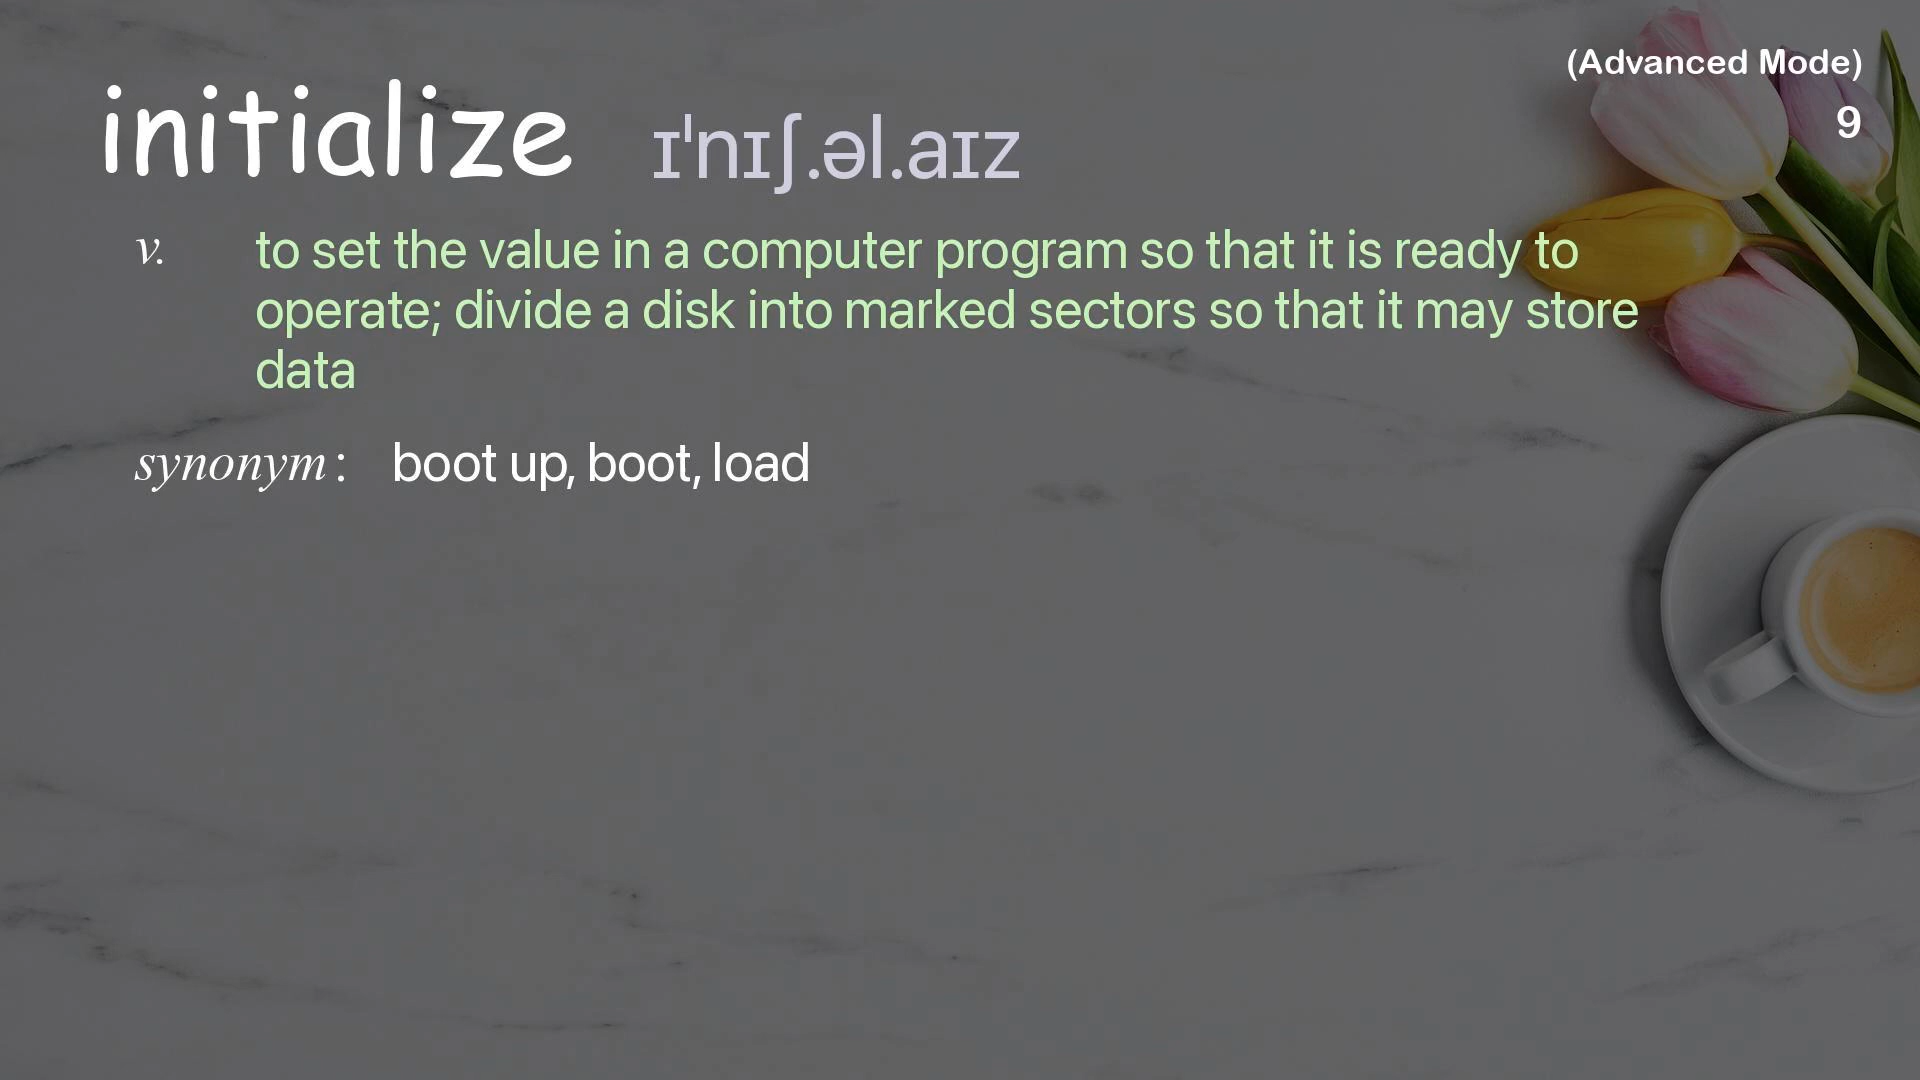 (Advanced Mode)
initialize ɪˈnɪʃ.əl.aɪz
9
v. to set the value in a computer program so that it is ready to
operate; divide a disk into marked sectors so that it may store
data
synonym : boot up, boot, load